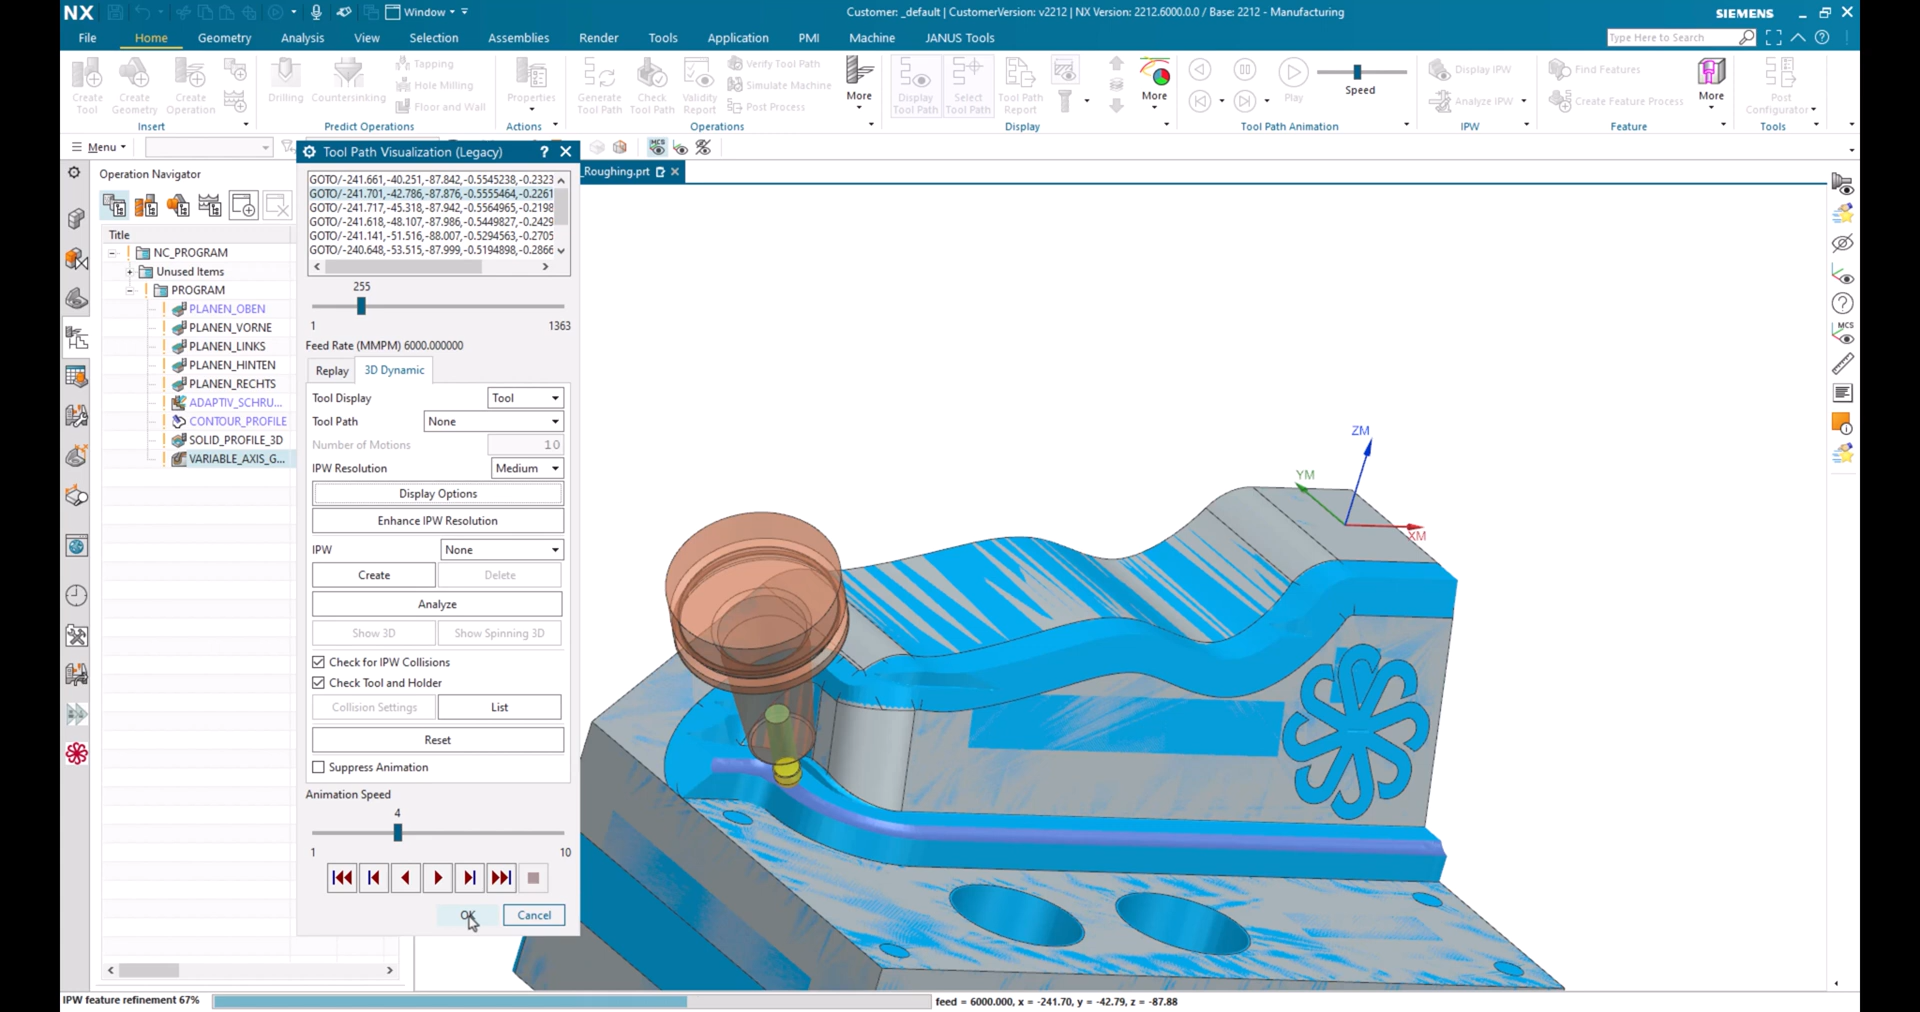 NX
Window
Customer: _default | CustomerVersion: v2212 | NX Version: 2212.6000.0.0 / Base: 2212 - Manufacturing
SIEMENS
File
Home
Geometry
Analysis
View
Selection
Assemblies
Render
Tools
Application
PMI
Machine
JANUS Tools
Type Here to Search
Create Tool
Create Geometry
Create Operation
Insert
Drilling
Countersinking
Tapping
Hole Milling
Floor and Wall
Predict Operations
Properties
Actions
Generate Tool Path
Check Tool Path
Validity Report
Verify Tool Path
Simulate Machine
Post Process
More
Operations
Display Tool Path
Select Tool Path
Tool Path Report
More
Display
Play
Speed
Tool Path Animation
Display IPW
Analyze IPW
IPW
Find Features
Create Feature Process
More
Feature
Post Configurator
Tools
Menu
MCS
Tool Path Visualization (Legacy)
?
_Roughing.prt
Operation Navigator
Title
NC_PROGRAM
Unused Items
PROGRAM
PLANEN_OBEN
PLANEN_VORNE
PLANEN_LINKS
PLANEN_HINTEN
PLANEN_RECHTS
ADAPTIV_SCHRU...
CONTOUR_PROFILE
SOLID_PROFILE_3D
VARIABLE_AXIS_G...
GOTO/-241.661,-40.251,-87.842,-0.5545238,-0.2323
GOTO/-241.701,-42.786,-87.876,-0.5555464,-0.2261
GOTO/-241.717,-45.318,-87.942,-0.5564965,-0.2198
GOTO/-241.618,-48.107,-87.986,-0.5449827,-0.2429
GOTO/-241.141,-51.516,-88.007,-0.5294563,-0.2705
GOTO/-240.648,-53.515,-87.999,-0.5194898,-0.2866
255
1
1363
Feed Rate (MMPM) 6000.000000
Replay
3D Dynamic
Tool Display
Tool
Tool Path
None
Number of Motions
10
IPW Resolution
Medium
Display Options
Enhance IPW Resolution
IPW
None
Create
Delete
Analyze
Show 3D
Show Spinning 3D
Check for IPW Collisions
Check Tool and Holder
Collision Settings
List
Reset
Suppress Animation
Animation Speed
4
1
10
OK
Cancel
ZM
YM
XM
MCS
IPW feature refinement 67%
feed = 6000.000, x = -241.70, y = -42.79, z = -87.88